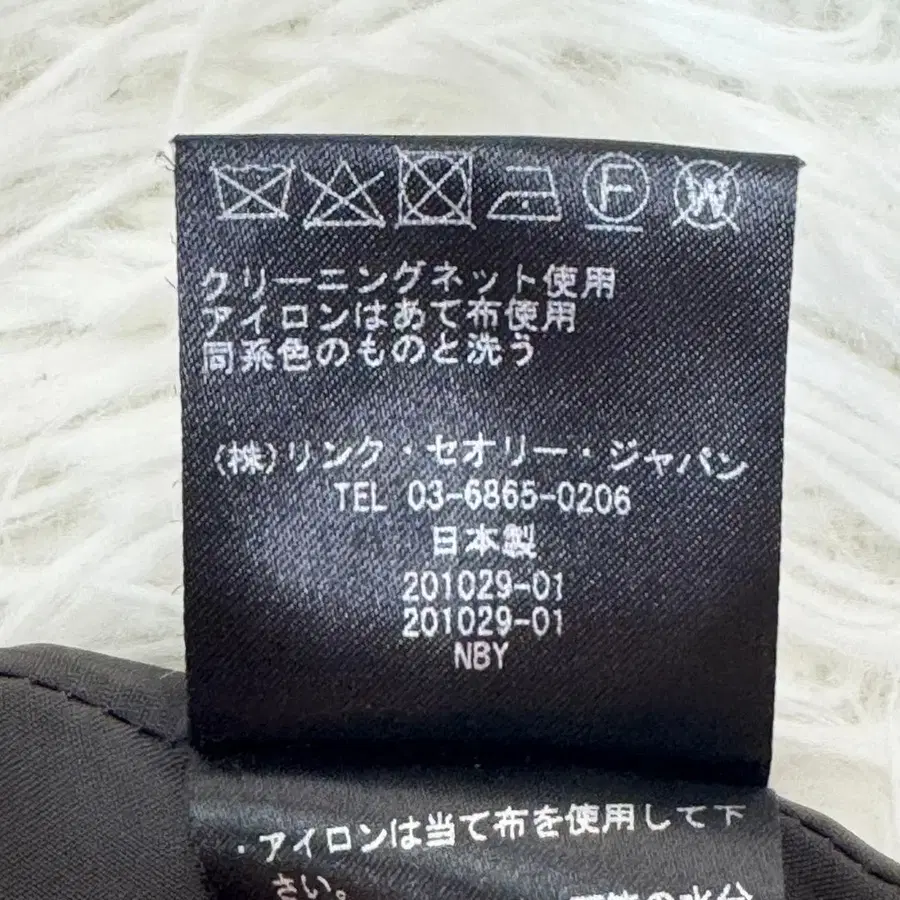 F W
クリーニングネット使用
アイロンはあて布使用
同系色のものと洗う
(株)リンク・セオリー・ジャパン
TEL 03-6865-0206
日本製
201029-01
201029-01
NBY
・アイロンは当て布を使用して下
さい。
の水分